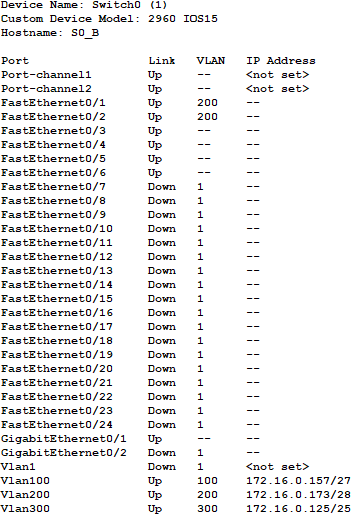 Device Name: Switch0 (1)
Custom Device Model: 2960 IOS15
Hostname: S0_B
Port Link VLAN IP Address
Port-channel1 Up -- <not set>
Port-channel2 Up -- <not set>
FastEthernet0/1 Up 200 --
FastEthernet0/2 Up 200 --
FastEthernet0/3 Up -- --
FastEthernet0/4 Up -- --
FastEthernet0/5 Up -- --
FastEthernet0/6 Up -- --
FastEthernet0/7 Down 1 --
FastEthernet0/8 Down 1 --
FastEthernet0/9 Down 1 --
FastEthernet0/10 Down 1 --
FastEthernet0/11 Down 1 --
FastEthernet0/12 Down 1 --
FastEthernet0/13 Down 1 --
FastEthernet0/14 Down 1 --
FastEthernet0/15 Down 1 --
FastEthernet0/16 Down 1 --
FastEthernet0/17 Down 1 --
FastEthernet0/18 Down 1 --
FastEthernet0/19 Down 1 --
FastEthernet0/20 Down 1 --
FastEthernet0/21 Down 1 --
FastEthernet0/22 Down 1 --
FastEthernet0/23 Down 1 --
FastEthernet0/24 Down 1 --
GigabitEthernet0/1 Up -- --
GigabitEthernet0/2 Down 1 --
Vlan1 Down 1 <not set>
Vlan100 Up 100 172.16.0.157/27
Vlan200 Up 200 172.16.0.173/28
Vlan300 Up 300 172.16.0.125/25